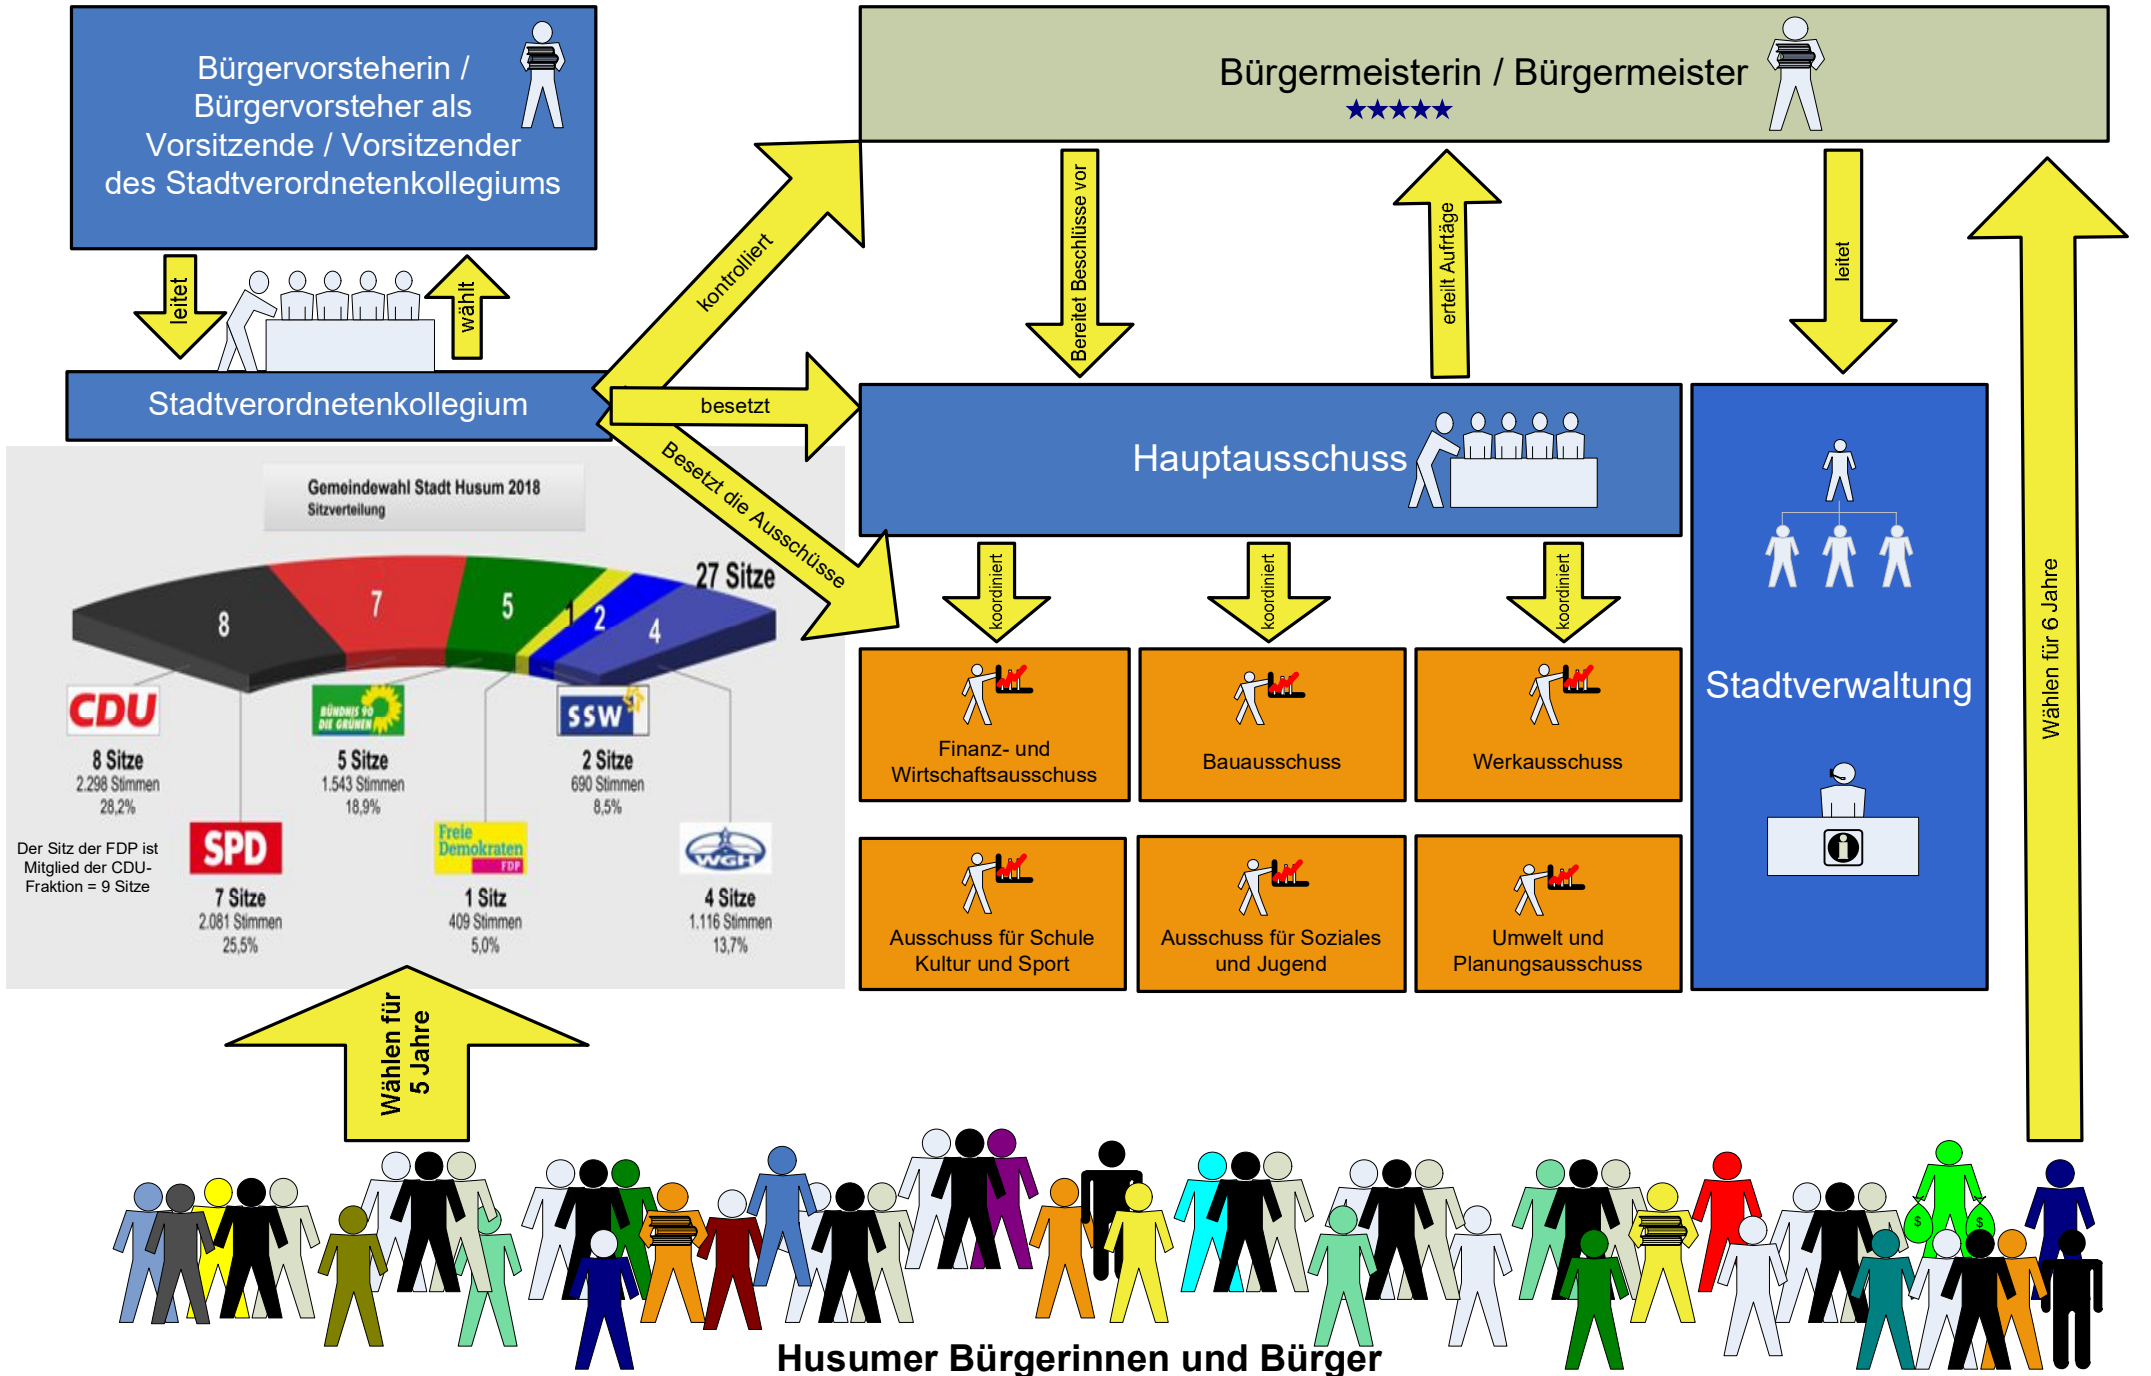 Bürgervorsteherin /
Bürgervorsteher als
Vorsitzende / Vorsitzender
des Stadtverordnetenkollegiums
Bürgermeisterin / Bürgermeister
leitet
wählt
kontrolliert
Bereitet Beschlüsse vor
erteilt Aufrtäge
leitet
Wählen für 6 Jahre
Stadtverordnetenkollegium
besetzt
Besetzt die Ausschüsse
Hauptausschuss
koordiniert
koordiniert
koordiniert
Stadtverwaltung
Gemeindewahl Stadt Husum 2018
Sitzverteilung
27 Sitze
8
7
5
1
2
4
CDU
8 Sitze
2.298 Stimmen
28,2%
BÜNDNIS 90
DIE GRÜNEN
5 Sitze
1.543 Stimmen
18,9%
SSW
2 Sitze
690 Stimmen
8,5%
Der Sitz der FDP ist
Mitglied der CDU-
Fraktion = 9 Sitze
SPD
7 Sitze
2.081 Stimmen
25,5%
Freie
Demokraten
FDP
1 Sitz
409 Stimmen
5,0%
WGH
4 Sitze
1.116 Stimmen
13,7%
Finanz- und
Wirtschaftsausschuss
Bauausschuss
Werkausschuss
Ausschuss für Schule
Kultur und Sport
Ausschuss für Soziales
und Jugend
Umwelt und
Planungsausschuss
i
Wählen für
5 Jahre
$
$
Husumer Bürgerinnen und Bürger